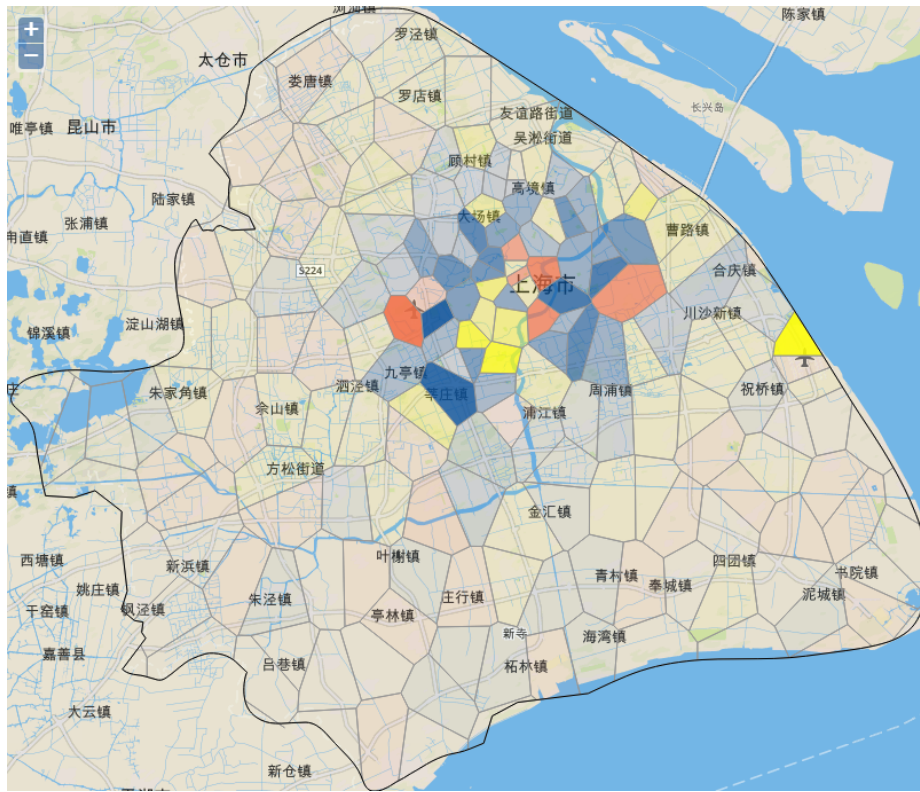 +
−
浏湖镇
陈家镇
罗泾镇
太仓市
娄唐镇
罗店镇
长兴岛
友谊路街道
唯亭镇
昆山市
吴淞街道
顾村镇
高境镇
陆家镇
张浦镇
大场镇
甪直镇
曹路镇
S224
合庆镇
上海市
川沙新镇
淀山湖镇
锦溪镇
九亭镇
泗泾镇
莘庄镇
周浦镇
祝桥镇
朱家角镇
佘山镇
浦江镇
方松街道
金汇镇
叶榭镇
西塘镇
新浜镇
四团镇
青村镇
奉城镇
书院镇
姚庄镇
枫泾镇
朱泾镇
庄行镇
泥城镇
干窑镇
亭林镇
新寺
海湾镇
嘉善县
吕巷镇
柘林镇
大云镇
新仓镇